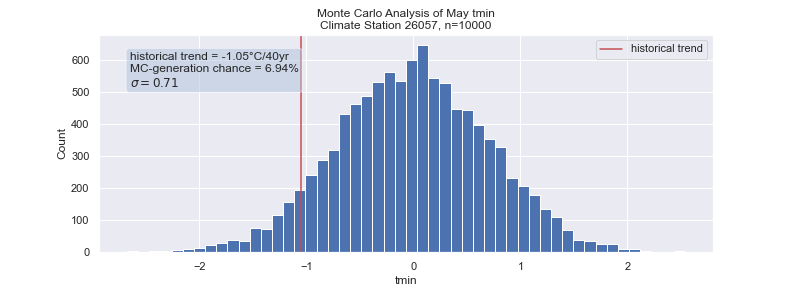 Monte Carlo Analysis of May tmin
Climate Station 26057, n=10000
historical trend = -1.05°C/40yr
MC-generation chance = 6.94%
σ = 0.71
historical trend
600
500
400
300
200
100
0
Count
−2
−1
0
1
2
tmin